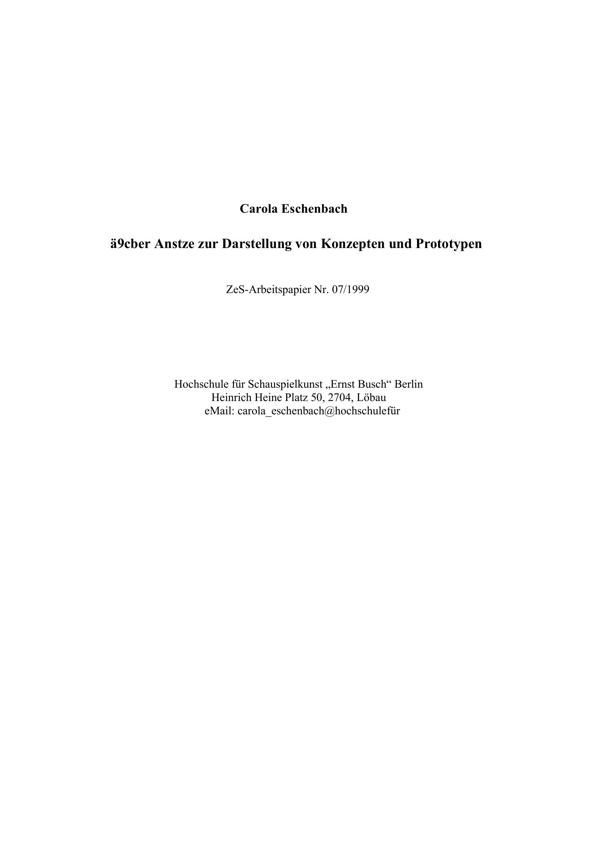 Carola Eschenbach
ä9cber Anstze zur Darstellung von Konzepten und Prototypen
ZeS-Arbeitspapier Nr. 07/1999
Hochschule für Schauspielkunst „Ernst Busch“ Berlin
Heinrich Heine Platz 50, 2704, Löbau
eMail: carola_eschenbach@hochschulefür